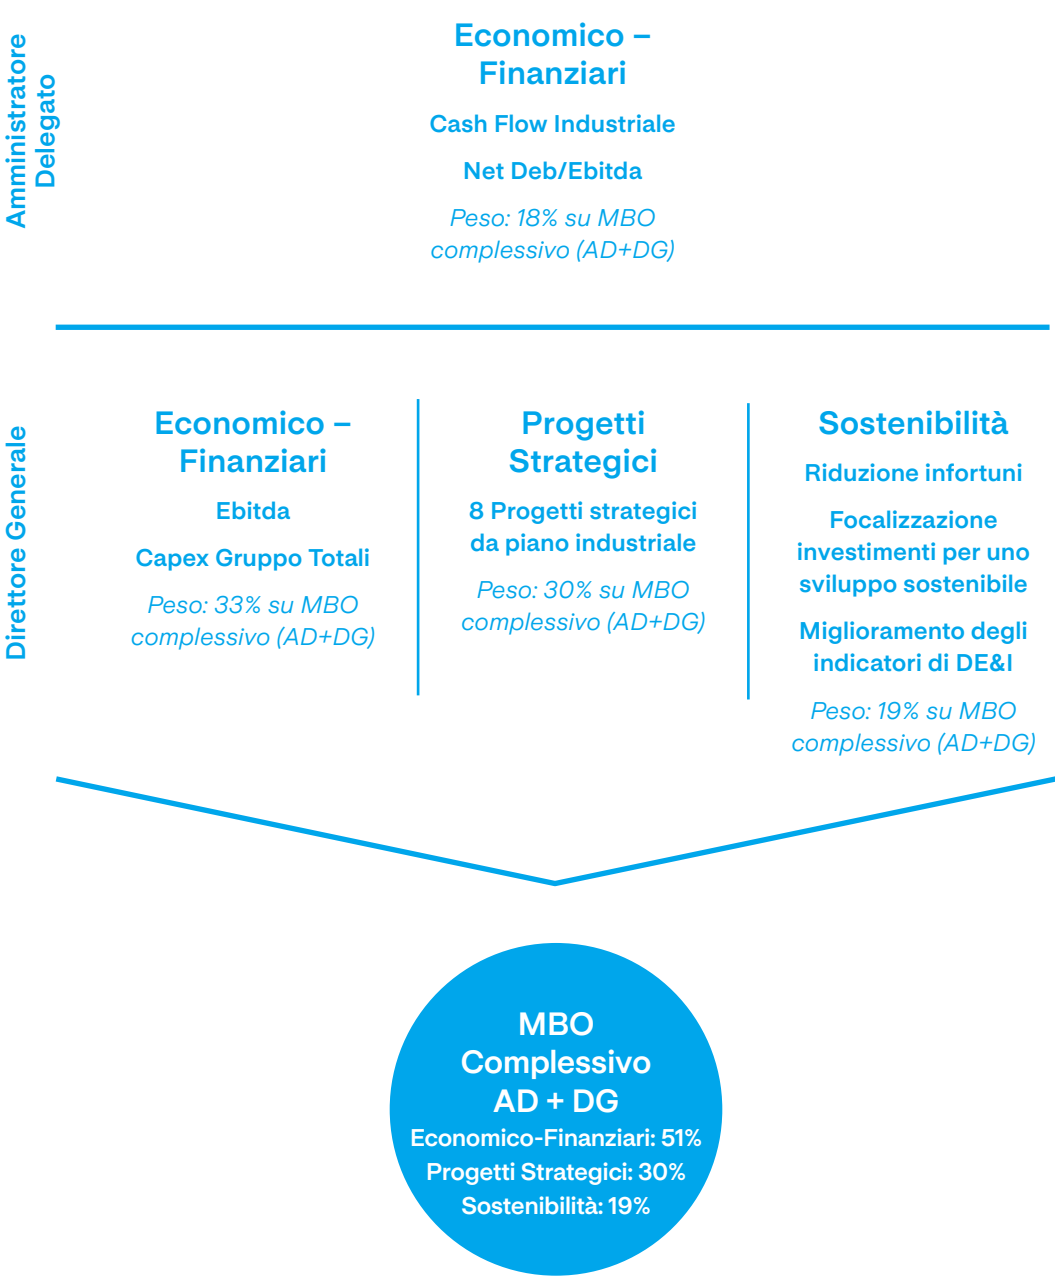 Amministratore
Delegato
Economico –
Finanziari
Cash Flow Industriale
Net Deb/Ebitda
Peso: 18% su MBO
complessivo (AD+DG)
Direttore Generale
Economico –
Finanziari
Ebitda
Capex Gruppo Totali
Peso: 33% su MBO
complessivo (AD+DG)
Progetti
Strategici
8 Progetti strategici
da piano industriale
Peso: 30% su MBO
complessivo (AD+DG)
Sostenibilità
Riduzione infortuni
Focalizzazione
investimenti per uno
sviluppo sostenibile
Miglioramento degli
indicatori di DE&I
Peso: 19% su MBO
complessivo (AD+DG)
MBO
Complessivo
AD + DG
Economico-Finanziari: 51%
Progetti Strategici: 30%
Sostenibilità: 19%